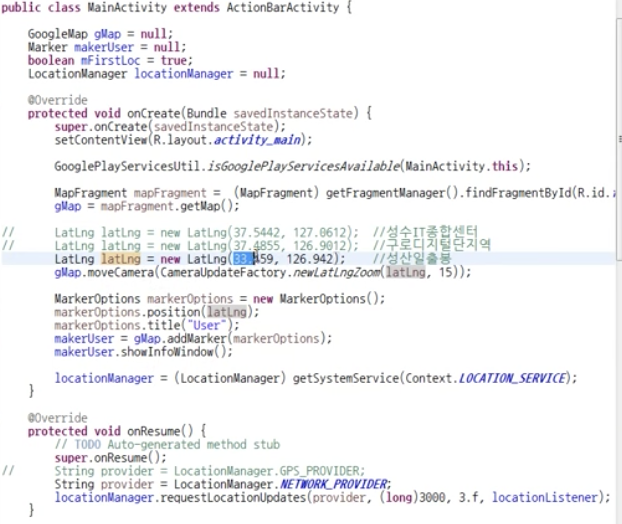 public class MainActivity extends ActionBarActivity {
GoogleMap gMap = null;
Marker makerUser = null;
boolean mFirstLoc = true;
LocationManager locationManager = null;
@Override
protected void onCreate(Bundle savedInstanceState) {
super.onCreate(savedInstanceState);
setContentView(R.layout.activity_main);
GooglePlayServicesUtil.isGooglePlayServicesAvailable(MainActivity.this);
MapFragment mapFragment =  (MapFragment) getFragmentManager().findFragmentById(R.id.
gMap = mapFragment.getMap();
//      LatLng latLng = new LatLng(37.5442, 127.0612);  //성수IT종합센터
//      LatLng latLng = new LatLng(37.4855, 126.9012);  //구로디지털단지역
LatLng latLng = new LatLng(33.459, 126.942);    //성산일출봉
gMap.moveCamera(CameraUpdateFactory.newLatLngZoom(latLng, 15));
MarkerOptions markerOptions = new MarkerOptions();
markerOptions.position(latLng);
markerOptions.title("User");
makerUser = gMap.addMarker(markerOptions);
makerUser.showInfoWindow();
locationManager = (LocationManager) getSystemService(Context.LOCATION_SERVICE);
}
@Override
protected void onResume() {
// TODO Auto-generated method stub
super.onResume();
//      String provider = LocationManager.GPS_PROVIDER;
String provider = LocationManager.NETWORK_PROVIDER;
locationManager.requestLocationUpdates(provider, (long)3000, 3.f, locationListener);
}